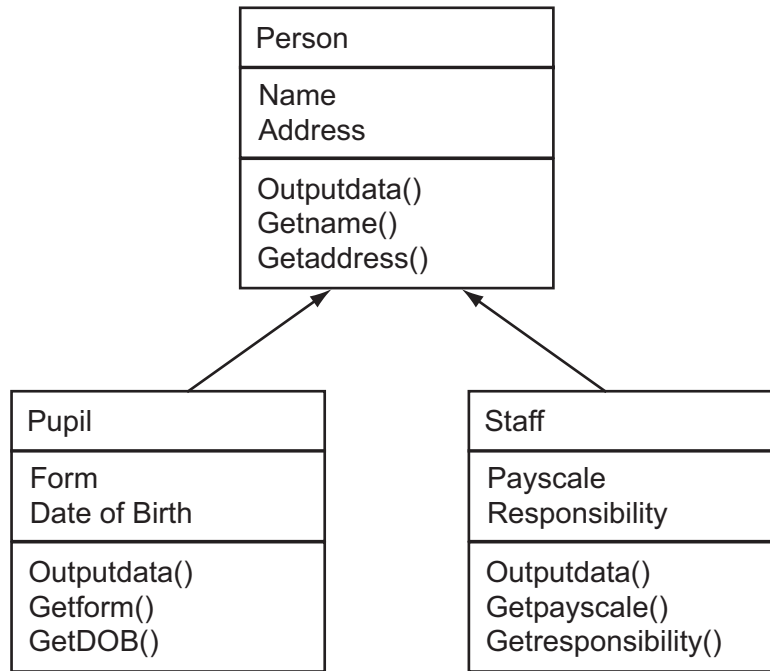 Person
Name
Address
Outputdata()
Getname()
Getaddress()
Pupil
Form
Date of Birth
Outputdata()
Getform()
GetDOB()
Staff
Payscale
Responsibility
Outputdata()
Getpayscale()
Getresponsibility()